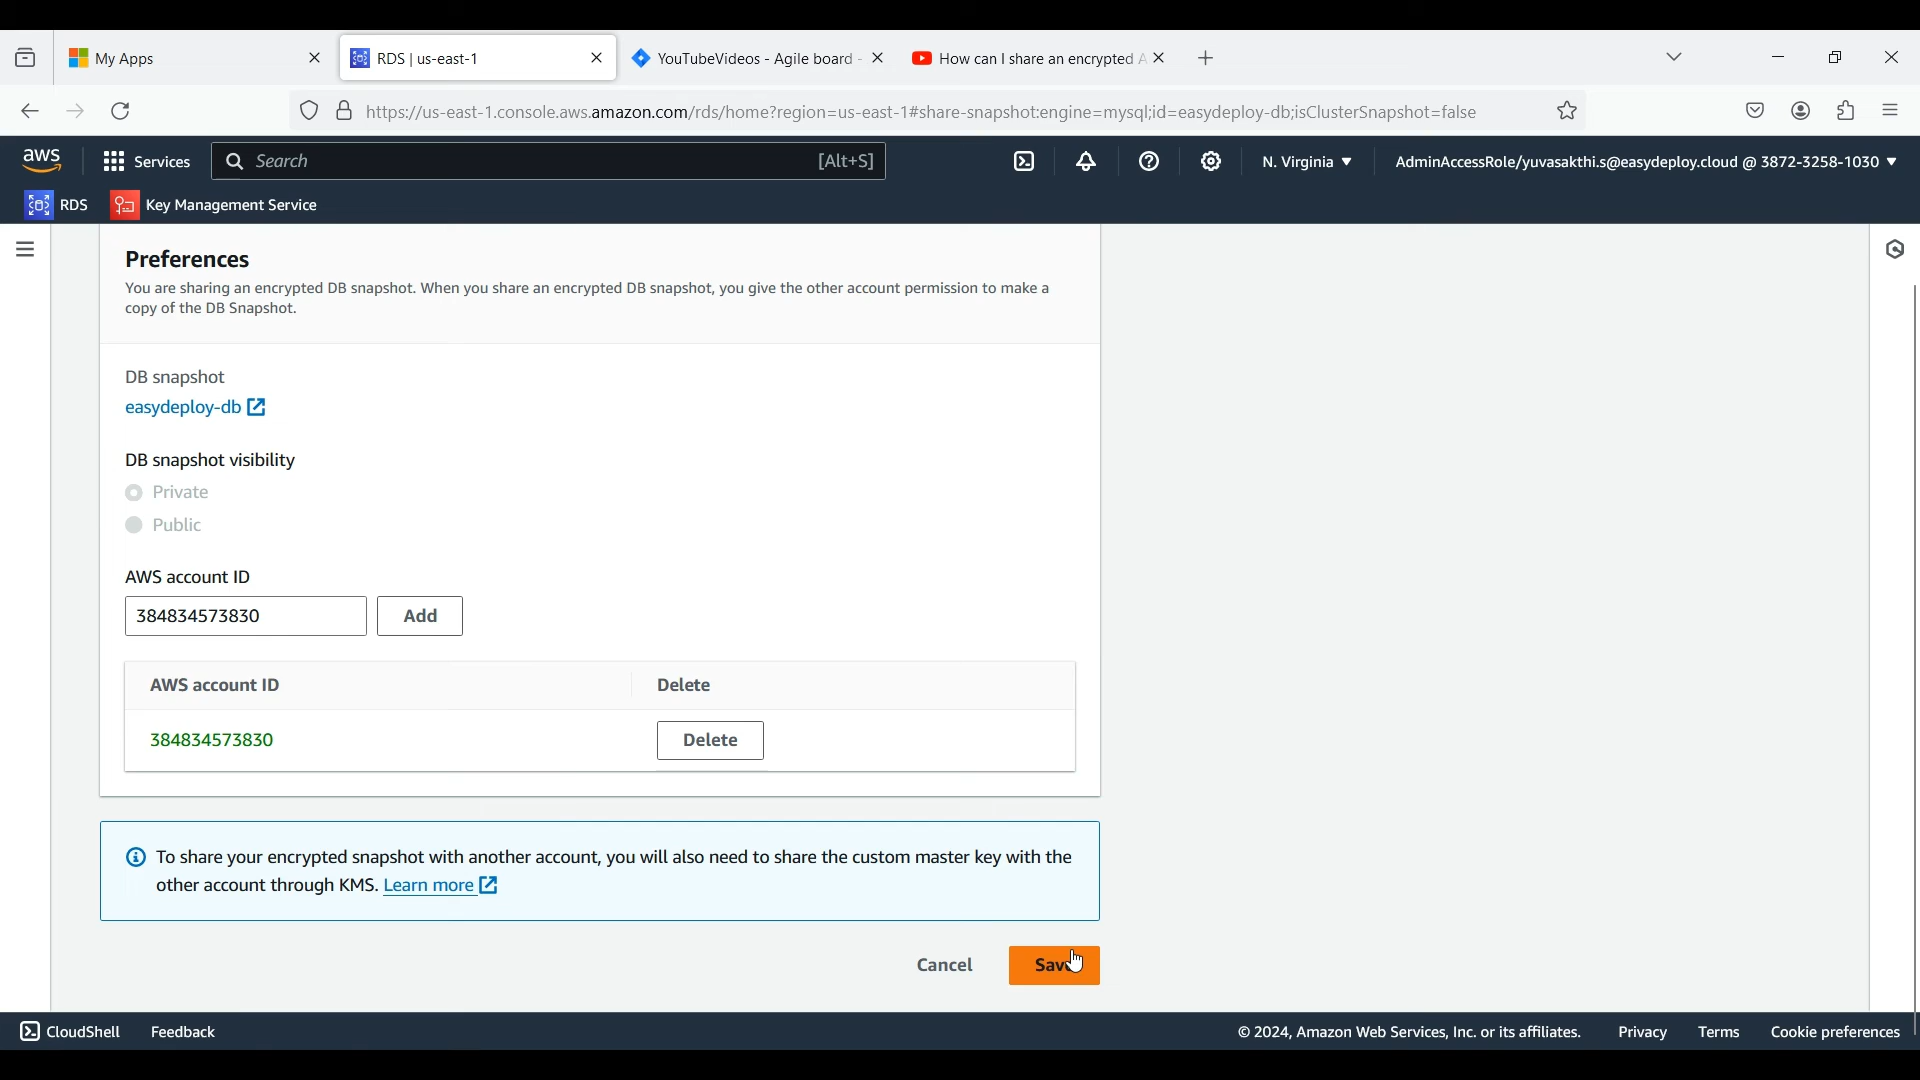 My Apps
RDS | us-east-1
YouTubeVideos - Agile board -
How can I share an encrypted A
https://us-east-1.console.aws.amazon.com/rds/home?region=us-east-1#share-snapshot:engine=mysql;id=easydeploy-db;isClusterSnapshot=false
aws
Services
Search
[Alt+S]
N. Virginia
AdminAccessRole/yuvasakthi.s@easydeploy.cloud @ 3872-3258-1030
RDS
Key Management Service
Preferences
You are sharing an encrypted DB snapshot. When you share an encrypted DB snapshot, you give the other account permission to make a
copy of the DB Snapshot.
DB snapshot
easydeploy-db
DB snapshot visibility
Private
Public
AWS account ID
384834573830
Add
AWS account ID
Delete
384834573830
Delete
To share your encrypted snapshot with another account, you will also need to share the custom master key with the
other account through KMS. Learn more
Cancel
Save
CloudShell
Feedback
© 2024, Amazon Web Services, Inc. or its affiliates.
Privacy
Terms
Cookie preferences